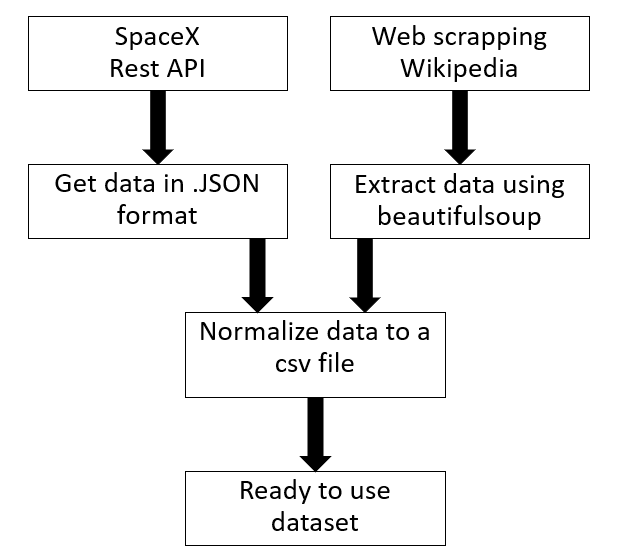 SpaceX
Rest API
Web scrapping
Wikipedia
Get data in .JSON
format
Extract data using
beautifulsoup
Normalize data to a
csv file
Ready to use
dataset